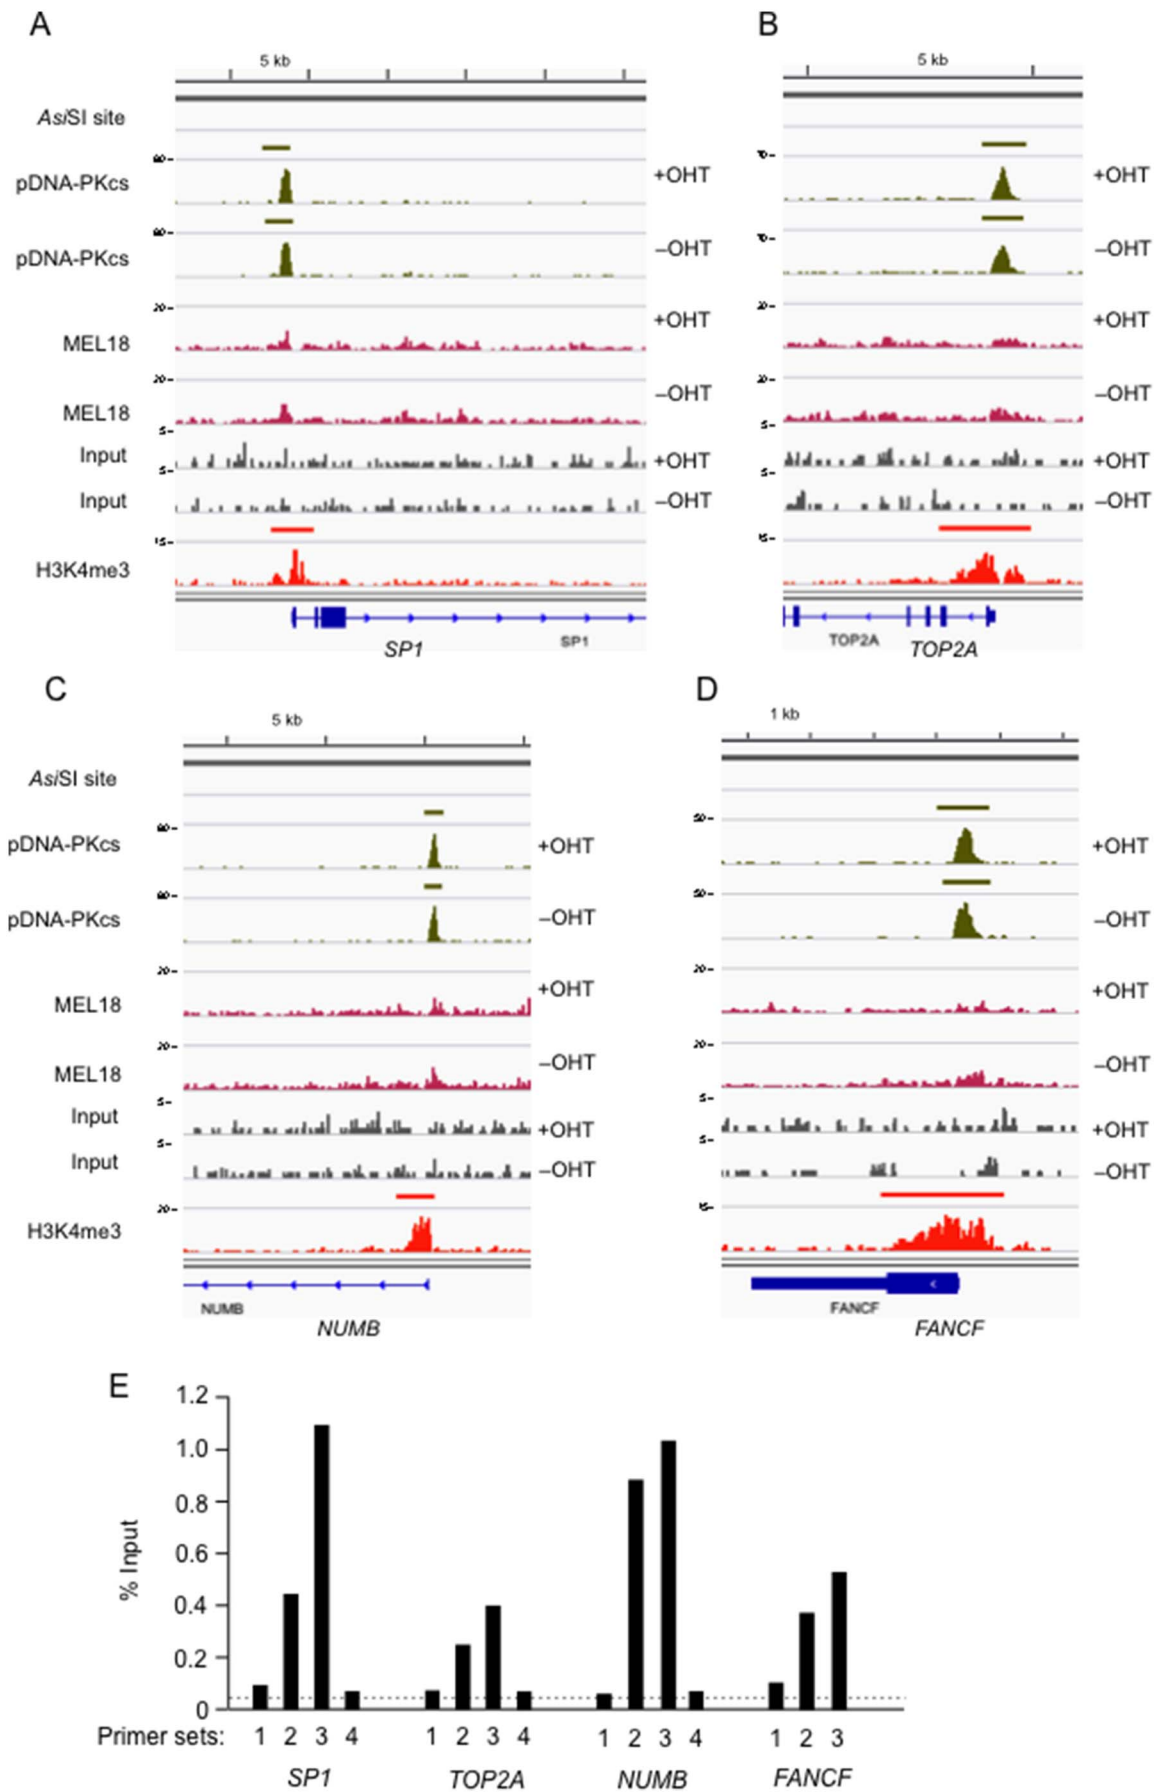 A
B
5 kb
5 kb
AsiSI site
pDNA-PKcs
+OHT
+OHT
pDNA-PKcs
–OHT
–OHT
MEL18
+OHT
+OHT
MEL18
–OHT
–OHT
Input
+OHT
+OHT
Input
–OHT
–OHT
H3K4me3
SP1
SP1
TOP2A
TOP2A
C
D
5 kb
1 kb
AsiSI site
pDNA-PKcs
+OHT
+OHT
pDNA-PKcs
–OHT
–OHT
MEL18
+OHT
+OHT
MEL18
–OHT
–OHT
Input
+OHT
+OHT
Input
–OHT
–OHT
H3K4me3
NUMB
NUMB
FANCF
FANCF
E
1.2
1.0
0.8
0.6
0.4
0.2
0
% Input
Primer sets: 1 2 3 4 1 2 3 4 1 2 3 4 1 2 3
SP1 TOP2A NUMB FANCF